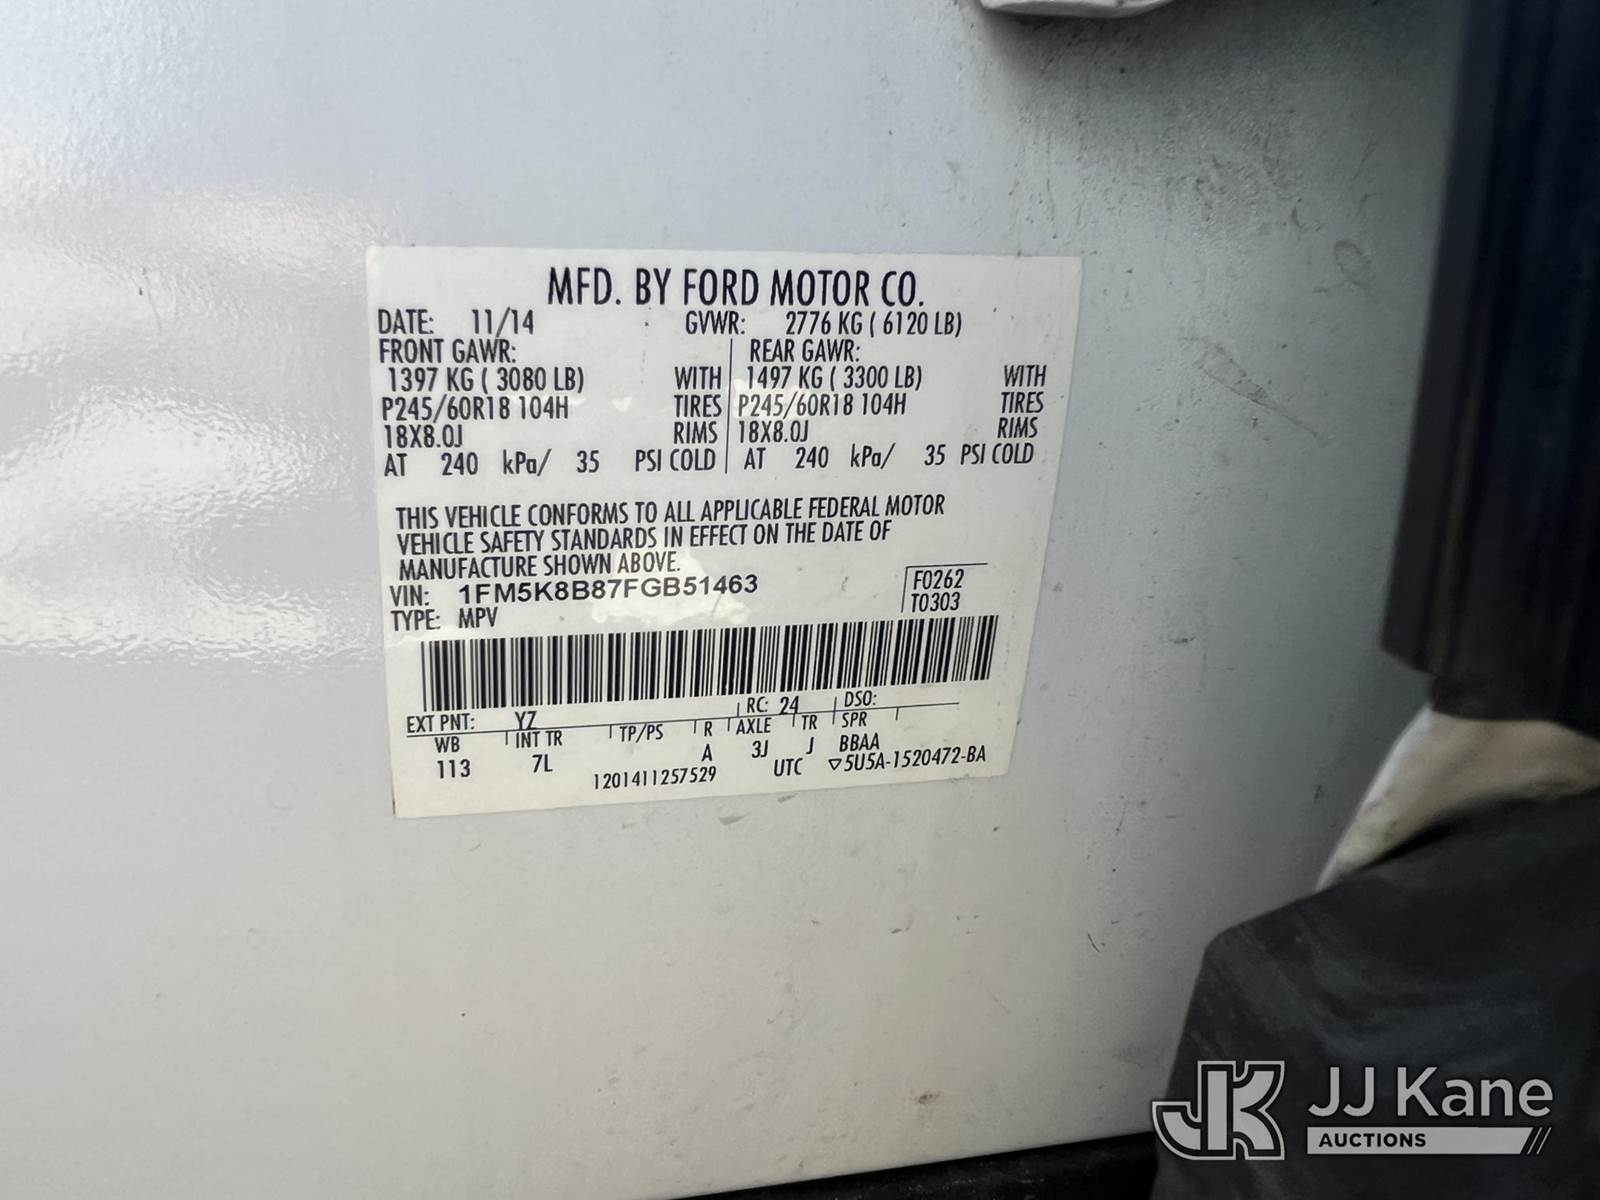 MFD. BY FORD MOTOR CO.
DATE: 11/14 GVWR: 2776 KG ( 6120 LB)
FRONT GAWR: REAR GAWR:
1397 KG ( 3080 LB) WITH 1497 KG ( 3300 LB) WITH
P245/60R18 104H TIRES P245/60R18 104H TIRES
18X8.0J RIMS 18X8.0J RIMS
AT 240 kPa/ 35 PSI COLD AT 240 kPa/ 35 PSI COLD
THIS VEHICLE CONFORMS TO ALL APPLICABLE FEDERAL MOTOR
VEHICLE SAFETY STANDARDS IN EFFECT ON THE DATE OF
MANUFACTURE SHOWN ABOVE.
VIN: 1FM5K8B87FGB51463 F0262
TYPE: MPV T0303
EXT PNT: YZ RC: 24 DSO:
WB INT TR TP/PS R AXLE TR SPR
113 7L A 3J J BBAA
1201411257529 UTC ▽5U5A-1520472-BA
JK JJ Kane
AUCTIONS